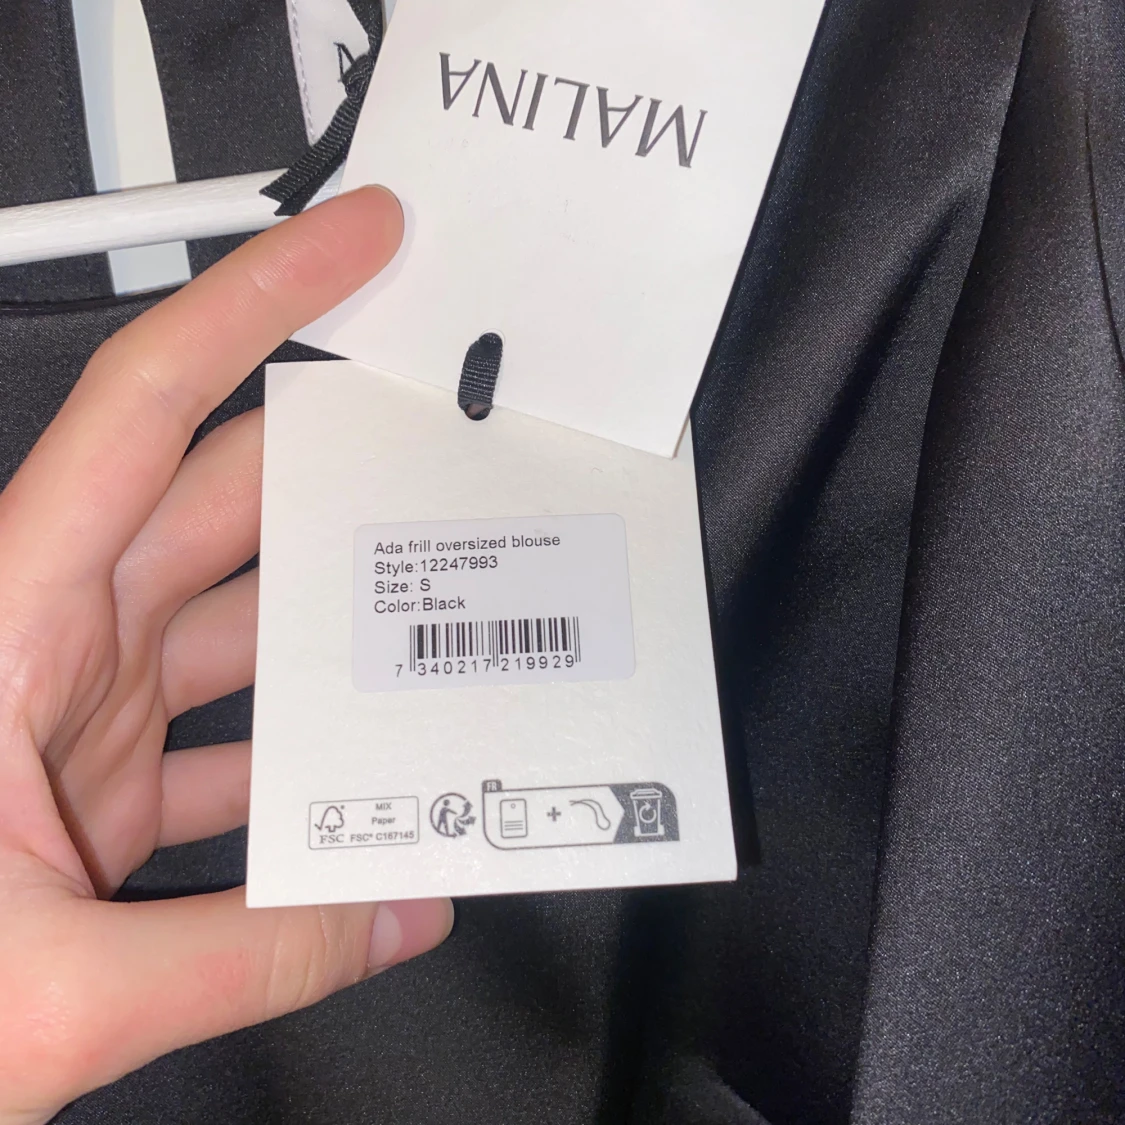 MALINA
Ada frill oversized blouse
Style:12247993
Size: S
Color:Black
7 340217 219929
FR
MIX
Paper
FSC FSC® C167145